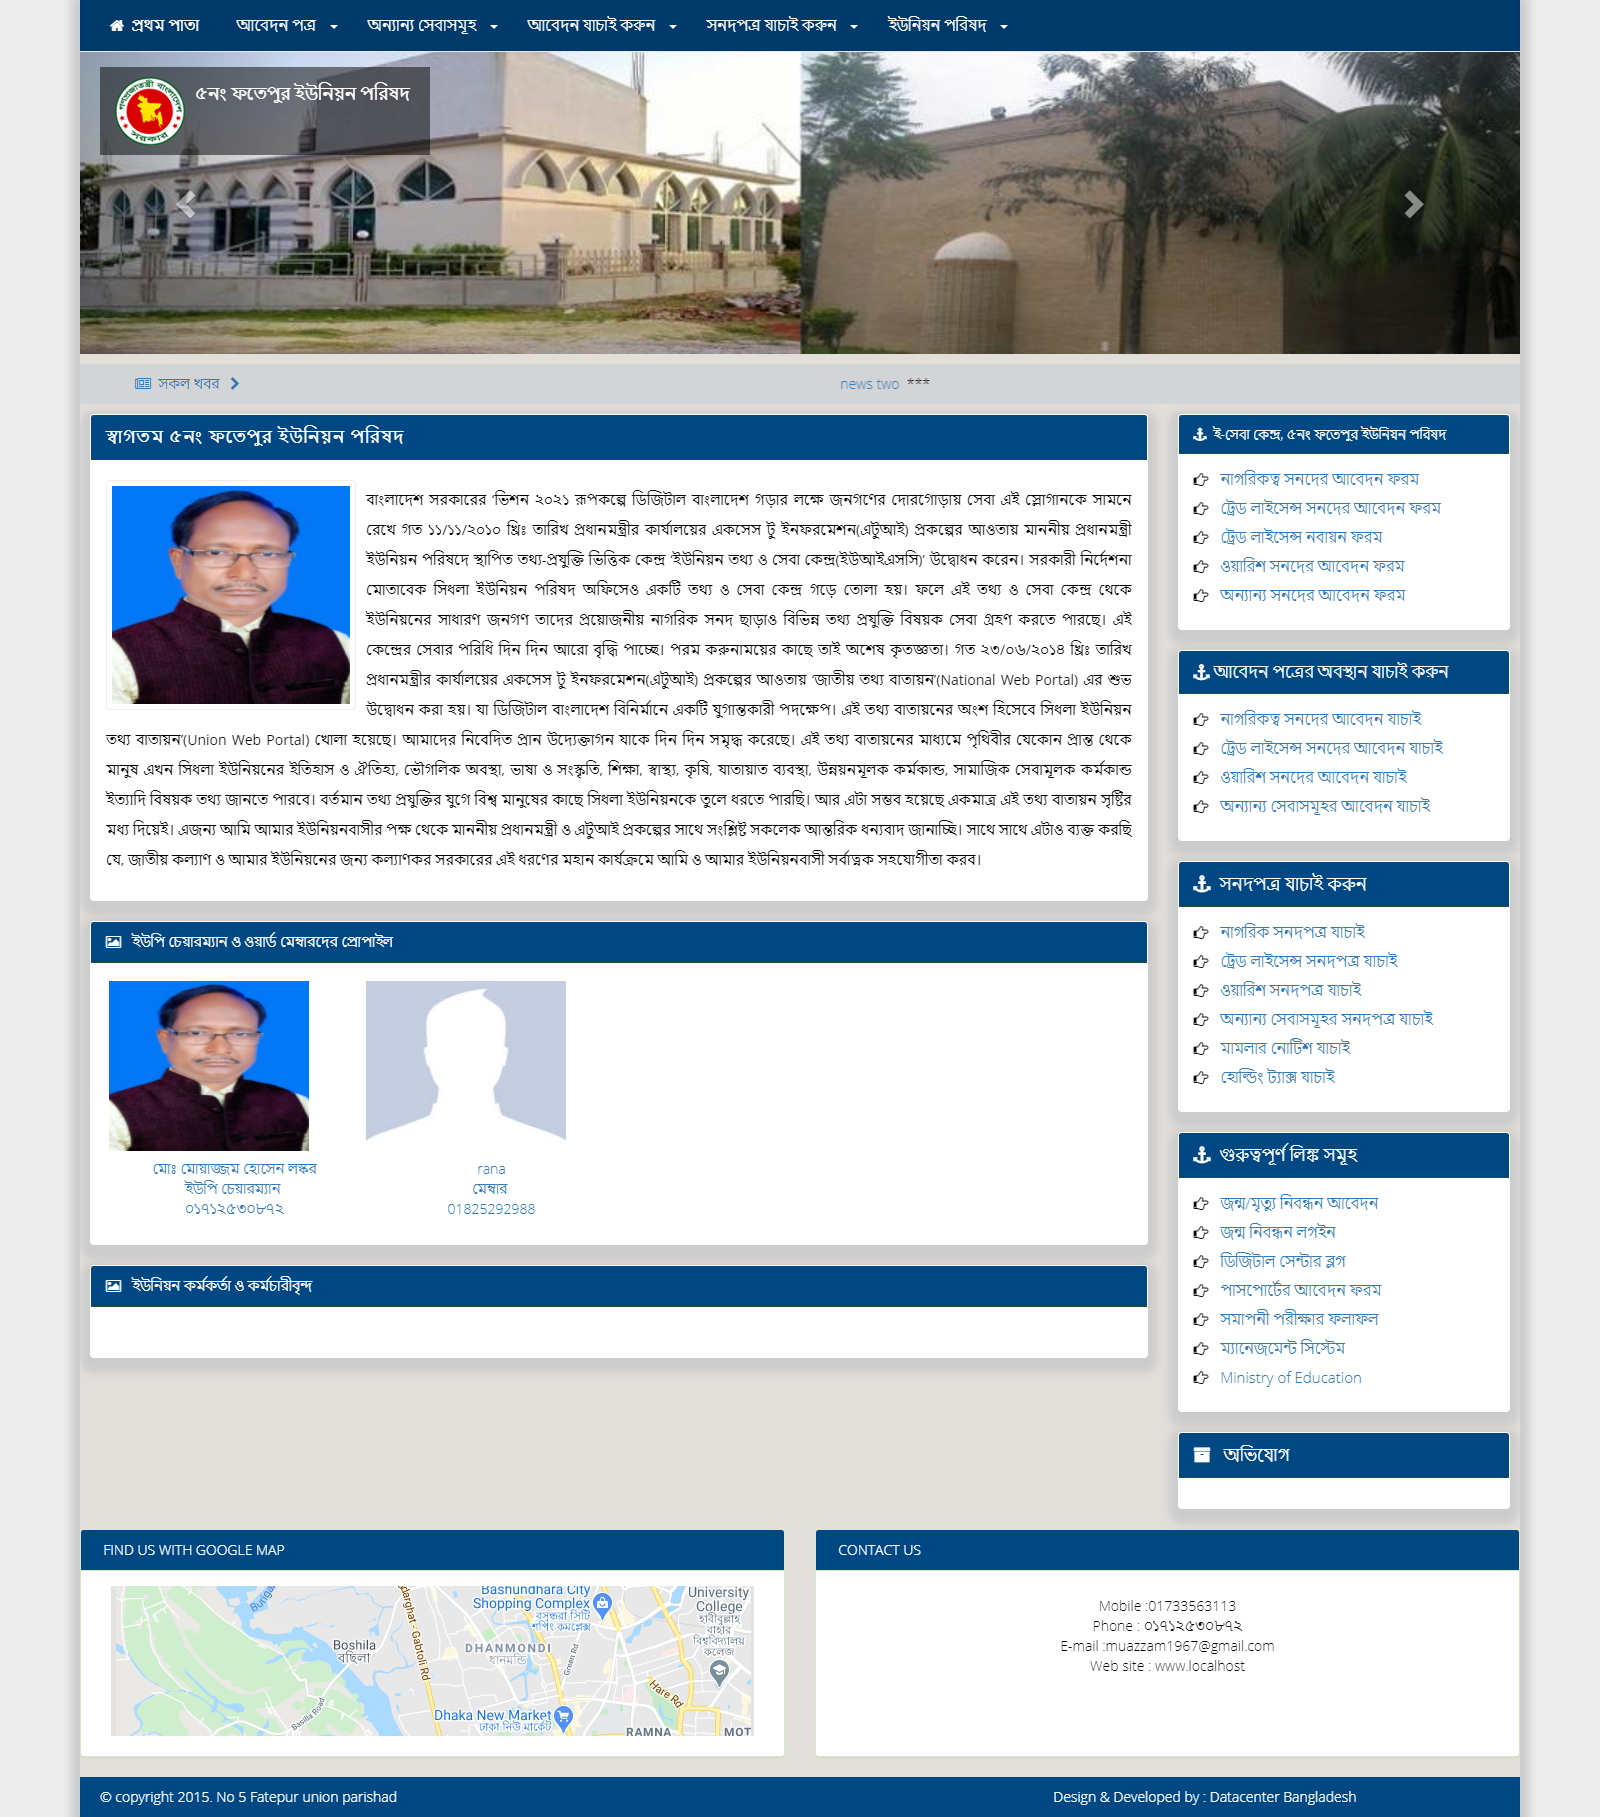 প্রথম পাতা আবেদন পত্র অন্যান্য সেবাসমূহ আবেদন যাচাই করুন সনদপত্র যাচাই করুন ইউনিয়ন পরিষদ
৫নং ফতেপুর ইউনিয়ন পরিষদ
গণপ্রজাতন্ত্রী বাংলাদেশ
সরকার
সকল খবর
news two ***
স্বাগতম ৫নং ফতেপুর ইউনিয়ন পরিষদ
বাংলাদেশ সরকারের ‘ভিশন ২০২১ রূপকল্পে ডিজিটাল বাংলাদেশ গড়ার লক্ষে জনগণের দোরগোড়ায় সেবা এই স্লোগানকে সামনে
রেখে গত ১১/১১/২০১০ খ্রিঃ তারিখ প্রধানমন্ত্রীর কার্যালয়ের একসেস টু ইনফরমেশন(এটুআই) প্রকল্পের আওতায় মাননীয় প্রধানমন্ত্রী
ইউনিয়ন পরিষদে স্থাপিত তথ্য-প্রযুক্তি ভিত্তিক কেন্দ্র ‘ইউনিয়ন তথ্য ও সেবা কেন্দ্র(ইউআইএসসি)’ উদ্বোধন করেন। সরকারী নির্দেশনা
মোতাবেক সিধলা ইউনিয়ন পরিষদ অফিসেও একটি তথ্য ও সেবা কেন্দ্র গড়ে তোলা হয়। ফলে এই তথ্য ও সেবা কেন্দ্র থেকে
ইউনিয়নের সাধারণ জনগণ তাদের প্রয়োজনীয় নাগরিক সনদ ছাড়াও বিভিন্ন তথ্য প্রযুক্তি বিষয়ক সেবা গ্রহণ করতে পারছে। এই
কেন্দ্রের সেবার পরিধি দিন দিন আরো বৃদ্ধি পাচ্ছে। পরম করুনাময়ের কাছে তাই অশেষ কৃতজ্ঞতা। গত ২৩/০৬/২০১৪ খ্রিঃ তারিখ
প্রধানমন্ত্রীর কার্যালয়ের একসেস টু ইনফরমেশন(এটুআই) প্রকল্পের আওতায় ‘জাতীয় তথ্য বাতায়ন’(National Web Portal) এর শুভ
উদ্বোধন করা হয়। যা ডিজিটাল বাংলাদেশ বিনির্মানে একটি যুগান্তকারী পদক্ষেপ। এই তথ্য বাতায়নের অংশ হিসেবে সিধলা ইউনিয়ন
তথ্য বাতায়ন’(Union Web Portal) খোলা হয়েছে। আমাদের নিবেদিত প্রান উদ্যেক্তাগন যাকে দিন দিন সমৃদ্ধ করেছে। এই তথ্য বাতায়নের মাধ্যমে পৃথিবীর যেকোন প্রান্ত থেকে
মানুষ এখন সিধলা ইউনিয়নের ইতিহাস ও ঐতিহ্য, ভৌগলিক অবস্থা, ভাষা ও সংস্কৃতি, শিক্ষা, স্বাস্থ্য, কৃষি, যাতায়াত ব্যবস্থা, উন্নয়নমূলক কর্মকান্ড, সামাজিক সেবামূলক কর্মকান্ড
ইত্যাদি বিষয়ক তথ্য জানতে পারবে। বর্তমান তথ্য প্রযুক্তির যুগে বিশ্ব মানুষের কাছে সিধলা ইউনিয়নকে তুলে ধরতে পারছি। আর এটা সম্ভব হয়েছে একমাত্র এই তথ্য বাতায়ন সৃষ্টির
মধ্য দিয়েই। এজন্য আমি আমার ইউনিয়নবাসীর পক্ষ থেকে মাননীয় প্রধানমন্ত্রী ও এটুআই প্রকল্পের সাথে সংশ্লিষ্ট সকলেক আন্তরিক ধন্যবাদ জানাচ্ছি। সাথে সাথে এটাও ব্যক্ত করছি
যে, জাতীয় কল্যাণ ও আমার ইউনিয়নের জন্য কল্যাণকর সরকারের এই ধরণের মহান কার্যক্রমে আমি ও আমার ইউনিয়নবাসী সর্বাত্বক সহযোগীতা করব।
ইউপি চেয়ারম্যান ও ওয়ার্ড মেম্বারদের প্রোপাইল
মোঃ মোয়াজ্জম হোসেন লস্কর
ইউপি চেয়ারম্যান
০১৭১২৫৩০৮৭২
rana
মেম্বার
01825292988
ইউনিয়ন কর্মকর্তা ও কর্মচারীবৃন্দ
ই-সেবা কেন্দ্র, ৫নং ফতেপুর ইউনিয়ন পরিষদ
নাগরিকত্ব সনদের আবেদন ফরম
ট্রেড লাইসেন্স সনদের আবেদন ফরম
ট্রেড লাইসেন্স নবায়ন ফরম
ওয়ারিশ সনদের আবেদন ফরম
অন্যান্য সনদের আবেদন ফরম
আবেদন পত্রের অবস্থান যাচাই করুন
নাগরিকত্ব সনদের আবেদন যাচাই
ট্রেড লাইসেন্স সনদের আবেদন যাচাই
ওয়ারিশ সনদের আবেদন যাচাই
অন্যান্য সেবাসমূহর আবেদন যাচাই
সনদপত্র যাচাই করুন
নাগরিক সনদপত্র যাচাই
ট্রেড লাইসেন্স সনদপত্র যাচাই
ওয়ারিশ সনদপত্র যাচাই
অন্যান্য সেবাসমূহর সনদপত্র যাচাই
মামলার নোটিশ যাচাই
হোল্ডিং ট্যাক্স যাচাই
গুরুত্বপূর্ণ লিঙ্ক সমূহ
জন্ম/মৃত্যু নিবন্ধন আবেদন
জন্ম নিবন্ধন লগইন
ডিজিটাল সেন্টার ব্লগ
পাসপোর্টের আবেদন ফরম
সমাপনী পরীক্ষার ফলাফল
ম্যানেজমেন্ট সিস্টেম
Ministry of Education
অভিযোগ
FIND US WITH GOOGLE MAP
Bashundhara City
Shopping Complex
বসুন্ধরা সিটি
শপিং কমপ্লেক্স
University
College
হাবীবুল্লাহ
বাহার
বিশ্ববিদ্যালয়
কলেজ
Boshila
বছিলা
DHANMONDI
ধানমন্ডি
Green Rd
Hare Rd
Basila Road
Dhaka New Market
ঢাকা নিউ মার্কেট
RAMNA
MOT
Gabtoli Rd
CONTACT US
Mobile :01733563113
Phone : ০১৭১২৫৩০৮৭২
E-mail :muazzam1967@gmail.com
Web site : www.localhost
© copyright 2015. No 5 Fatepur union parishad
Design & Developed by : Datacenter Bangladesh